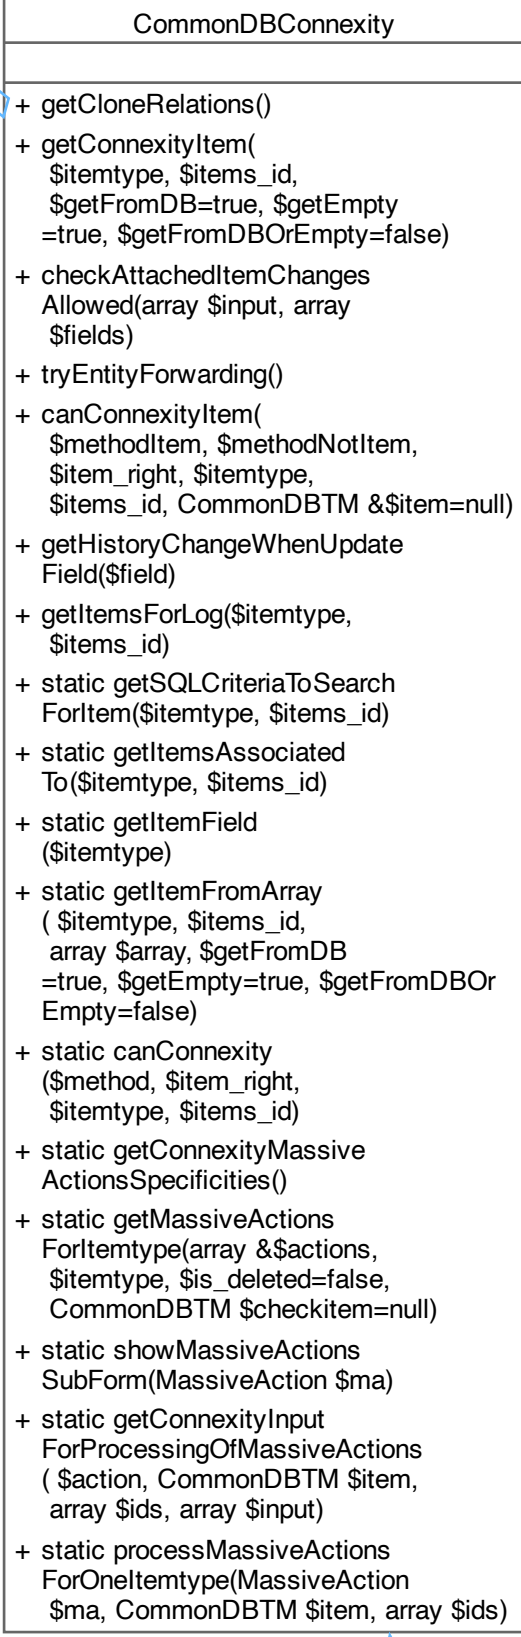 CommonDBConnexity
+ getCloneRelations()
+ getConnexityItem(
$itemtype, $items_id,
$getFromDB=true, $getEmpty
=true, $getFromDBOrEmpty=false)
+ checkAttachedItemChanges
Allowed(array $input, array
$fields)
+ tryEntityForwarding()
+ canConnexityItem(
$methodItem, $methodNotItem,
$item_right, $itemtype,
$items_id, CommonDBTM &$item=null)
+ getHistoryChangeWhenUpdate
Field($field)
+ getItemsForLog($itemtype,
$items_id)
+ static getSQLCriteriaToSearch
ForItem($itemtype, $items_id)
+ static getItemsAssociated
To($itemtype, $items_id)
+ static getItemField
($itemtype)
+ static getItemFromArray
( $itemtype, $items_id,
array $array, $getFromDB
=true, $getEmpty=true, $getFromDBOr
Empty=false)
+ static canConnexity
($method, $item_right,
$itemtype, $items_id)
+ static getConnexityMassive
ActionsSpecificities()
+ static getMassiveActions
ForItemtype(array &$actions,
$itemtype, $is_deleted=false,
CommonDBTM $checkitem=null)
+ static showMassiveActions
SubForm(MassiveAction $ma)
+ static getConnexityInput
ForProcessingOfMassiveActions
( $action, CommonDBTM $item,
array $ids, array $input)
+ static processMassiveActions
ForOneItemtype(MassiveAction
$ma, CommonDBTM $item, array $ids)